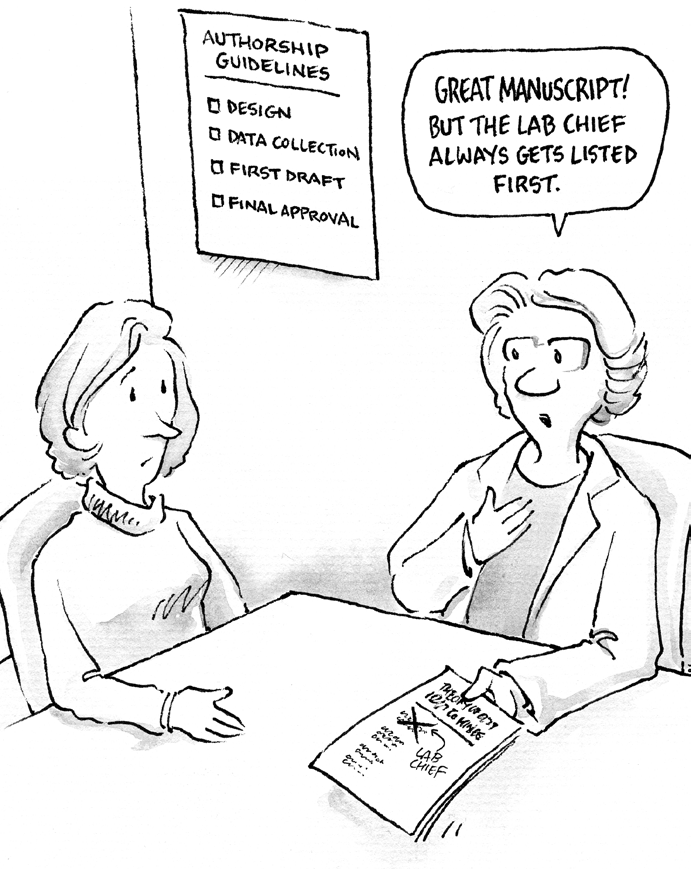 AUTHORSHIP
GUIDELINES
DESIGN
DATA COLLECTION
FIRST DRAFT
FINAL APPROVAL
GREAT MANUSCRIPT!
BUT THE LAB CHIEF
ALWAYS GETS LISTED
FIRST.
LAB
CHIEF